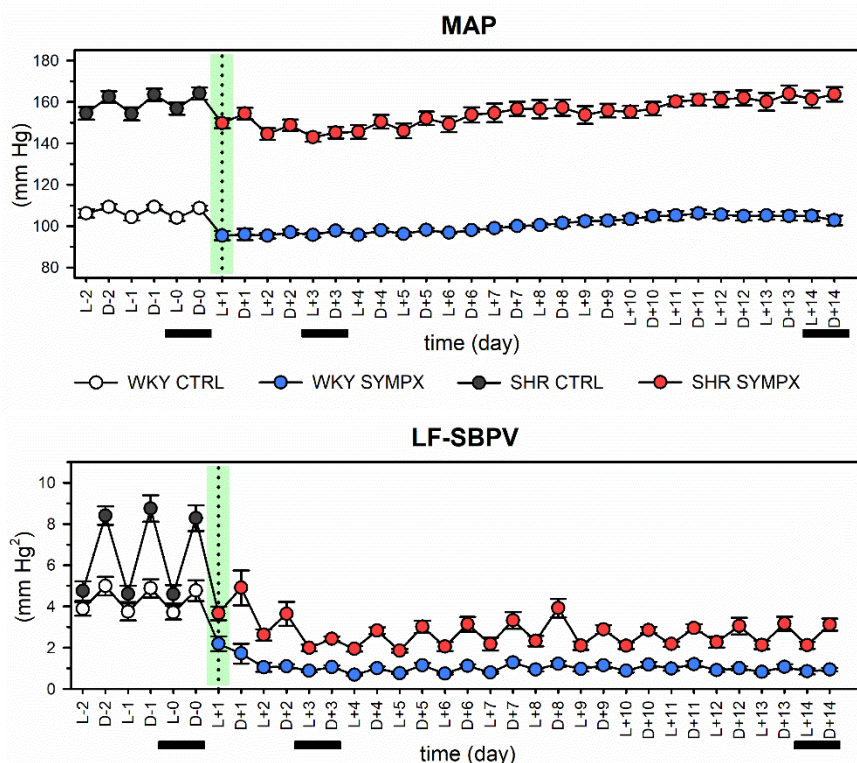 MAP
180
160
140
120
100
80
(mm Hg)
L-2 D-2 L-1 D-1 L-0 D-0 L+1 D+1 L+2 D+2 L+3 D+3 L+4 D+4 L+5 D+5 L+6 D+6 L+7 D+7 L+8 D+8 L+9 D+9 L+10 D+10 L+11 D+11 L+12 D+12 L+13 D+13 L+14 D+14
time (day)
WKY CTRL WKY SYMPX SHR CTRL SHR SYMPX
LF-SBPV
10
8
6
4
2
0
(mm Hg²)
L-2 D-2 L-1 D-1 L-0 D-0 L+1 D+1 L+2 D+2 L+3 D+3 L+4 D+4 L+5 D+5 L+6 D+6 L+7 D+7 L+8 D+8 L+9 D+9 L+10 D+10 L+11 D+11 L+12 D+12 L+13 D+13 L+14 D+14
time (day)